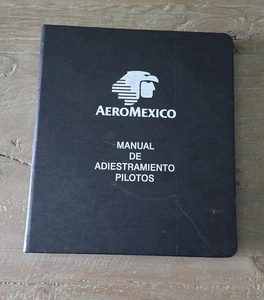 AEROMEXICO
MANUAL
DE
ADIESTRAMIENTO
PILOTOS